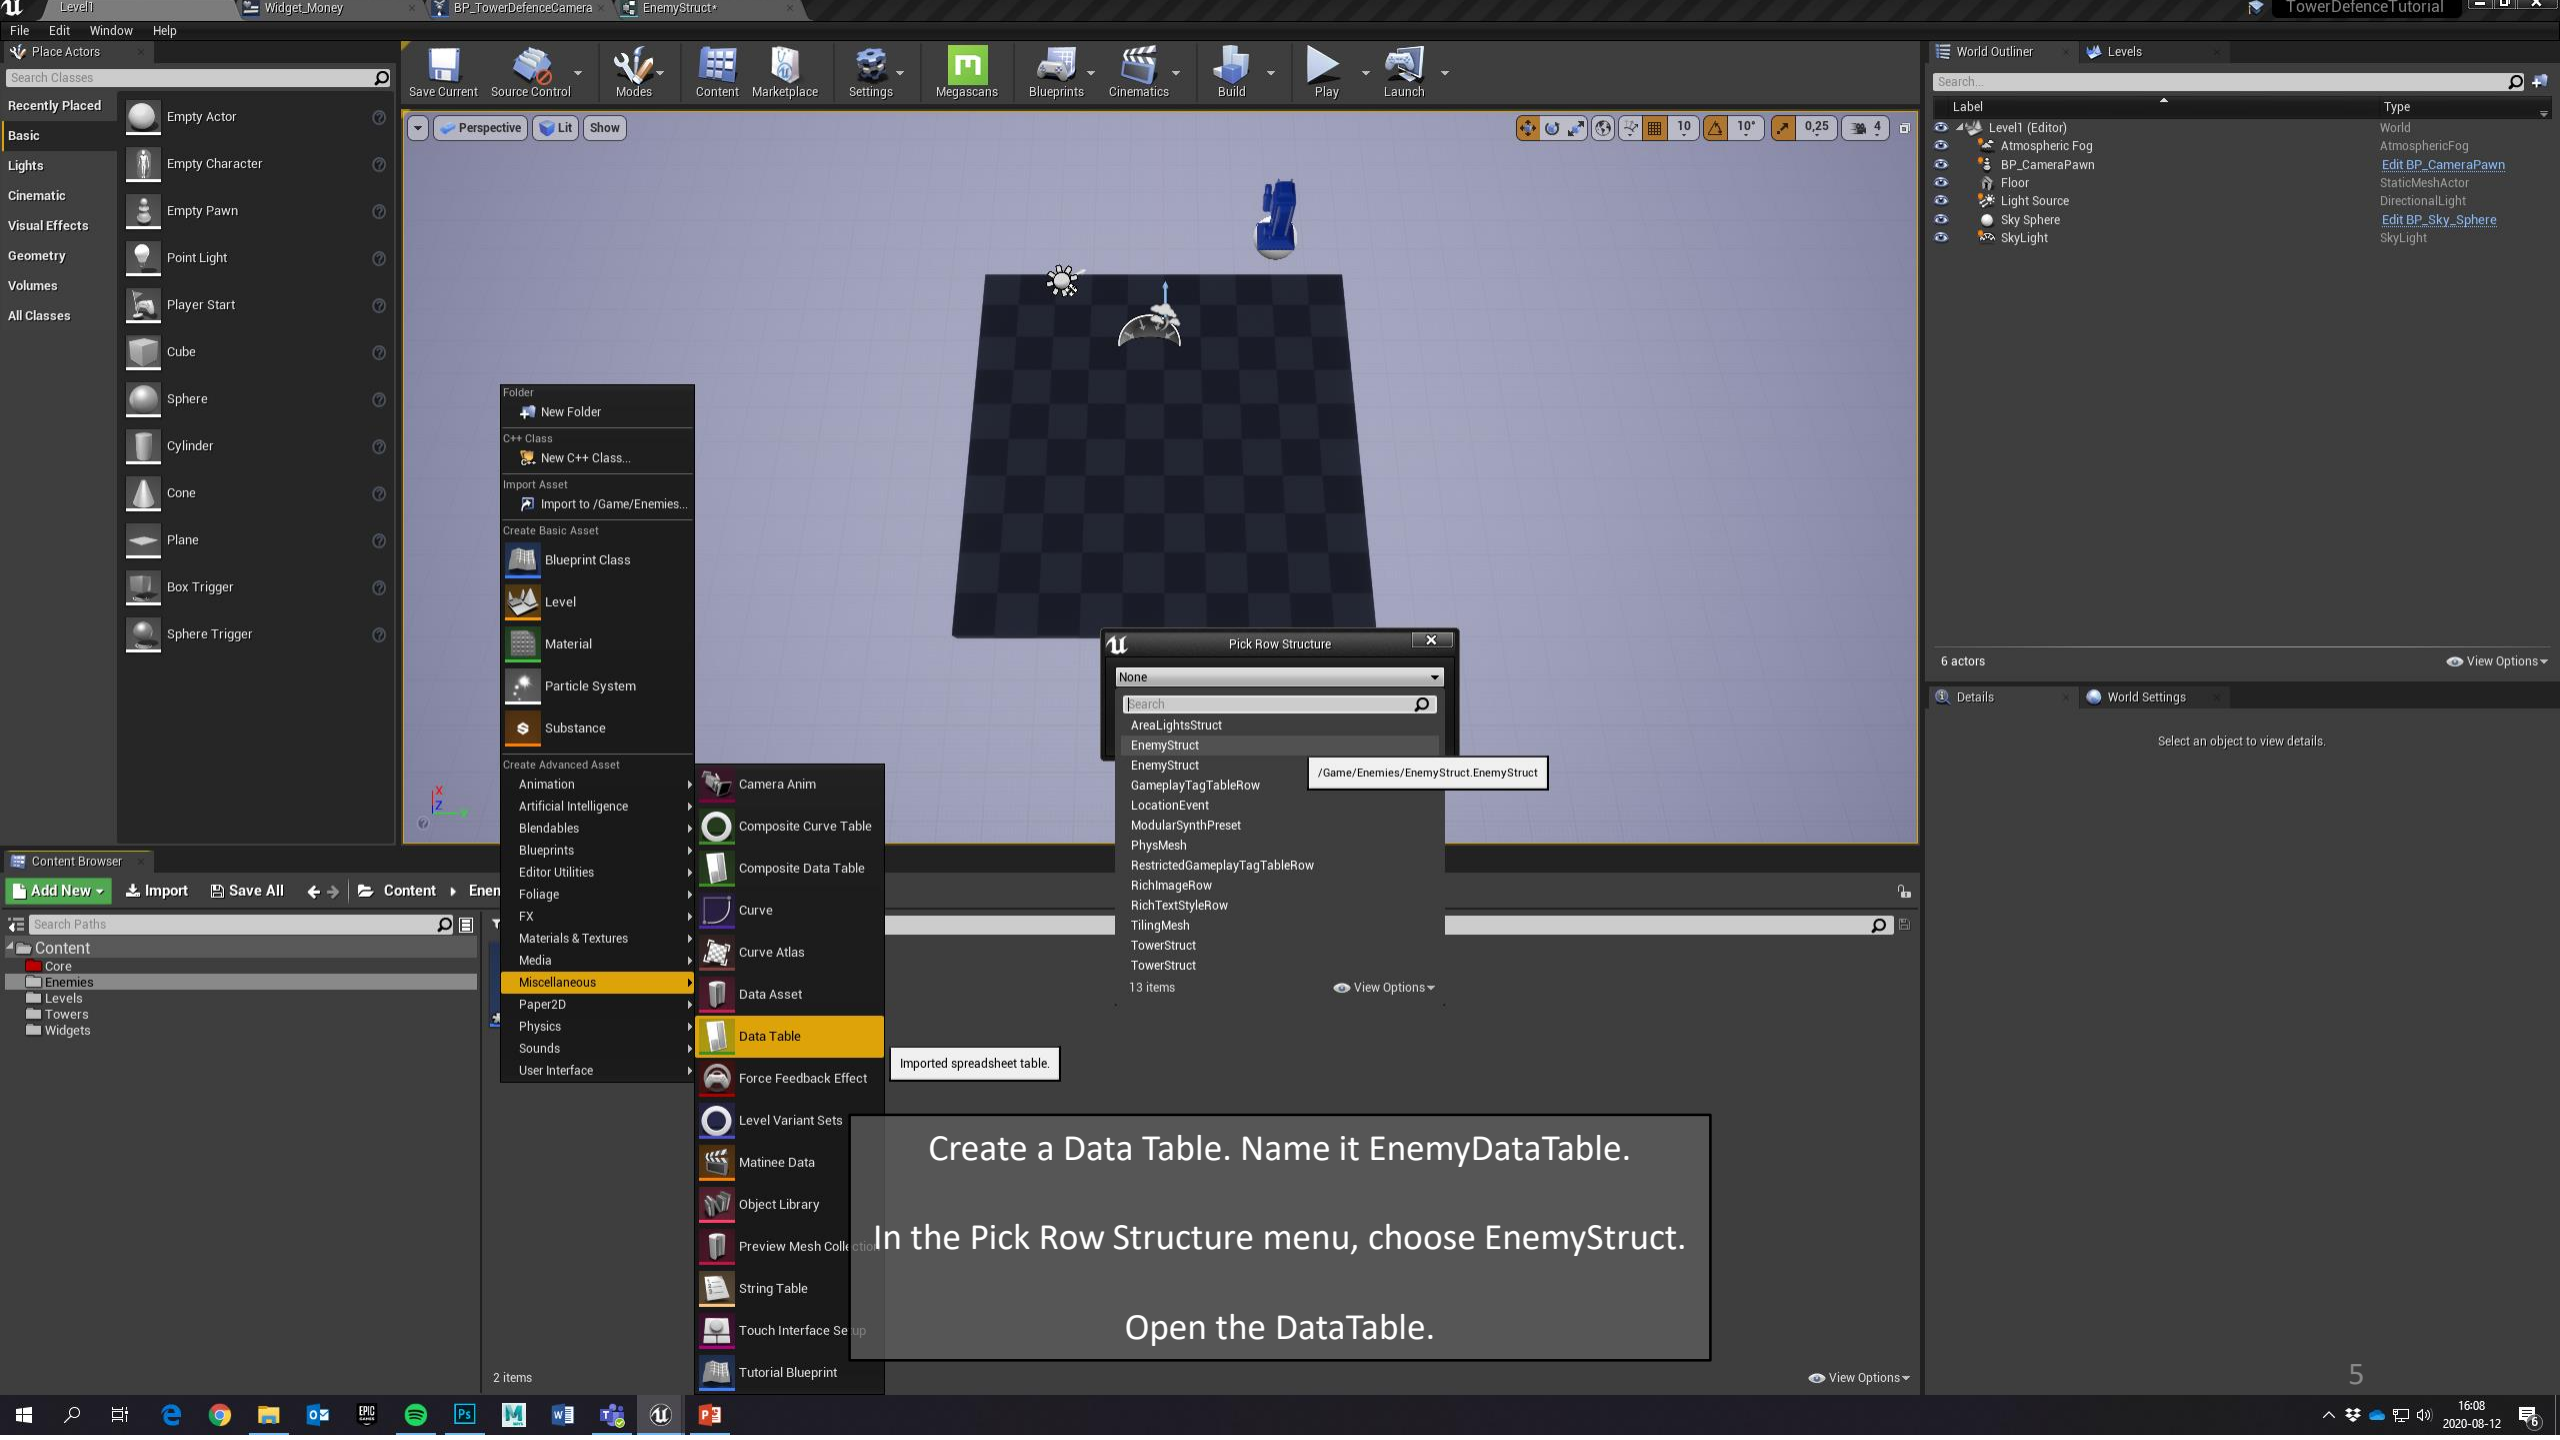 Level1
Widget_Money
BP_TowerDefenceCamera
EnemyStruct*
TowerDefenceTutorial
File Edit Window Help
Place Actors
Search Classes
Recently Placed
Basic
Lights
Cinematic
Visual Effects
Geometry
Volumes
All Classes
Empty Actor
Empty Character
Empty Pawn
Point Light
Player Start
Cube
Sphere
Cylinder
Cone
Plane
Box Trigger
Sphere Trigger
Save Current
Source Control
Modes
Content
Marketplace
Settings
Megascans
Blueprints
Cinematics
Build
Play
Launch
Perspective
Lit
Show
10
10°
0,25
4
World Outliner
Levels
Search...
Label Type
Level1 (Editor) World
Atmospheric Fog AtmosphericFog
BP_CameraPawn Edit BP_CameraPawn
Floor StaticMeshActor
Light Source DirectionalLight
Sky Sphere Edit BP_Sky_Sphere
SkyLight SkyLight
6 actors
View Options
Details
World Settings
Select an object to view details.
Folder
New Folder
C++ Class
New C++ Class...
Import Asset
Import to /Game/Enemies...
Create Basic Asset
Blueprint Class
Level
Material
Particle System
Substance
Create Advanced Asset
Animation
Artificial Intelligence
Blendables
Blueprints
Editor Utilities
Foliage
FX
Materials & Textures
Media
Miscellaneous
Paper2D
Physics
Sounds
User Interface
Camera Anim
Composite Curve Table
Composite Data Table
Curve
Curve Atlas
Data Asset
Data Table
Force Feedback Effect
Level Variant Sets
Matinee Data
Object Library
Preview Mesh Collection
String Table
Touch Interface Setup
Tutorial Blueprint
Imported spreadsheet table.
Pick Row Structure
None
Search
AreaLightsStruct
EnemyStruct
EnemyStruct
GameplayTagTableRow
LocationEvent
ModularSynthPreset
PhysMesh
RestrictedGameplayTagTableRow
RichImageRow
RichTextStyleRow
TilingMesh
TowerStruct
TowerStruct
13 items
View Options
/Game/Enemies/EnemyStruct.EnemyStruct
X
Z
Y
Content Browser
Add New
Import
Save All
Content
Enem
Search Paths
Content
Core
Enemies
Levels
Towers
Widgets
2 items
View Options
Create a Data Table. Name it EnemyDataTable.
In the Pick Row Structure menu, choose EnemyStruct.
Open the DataTable.
5
EPIC GAMES
Ps
M
16:08
2020-08-12
6